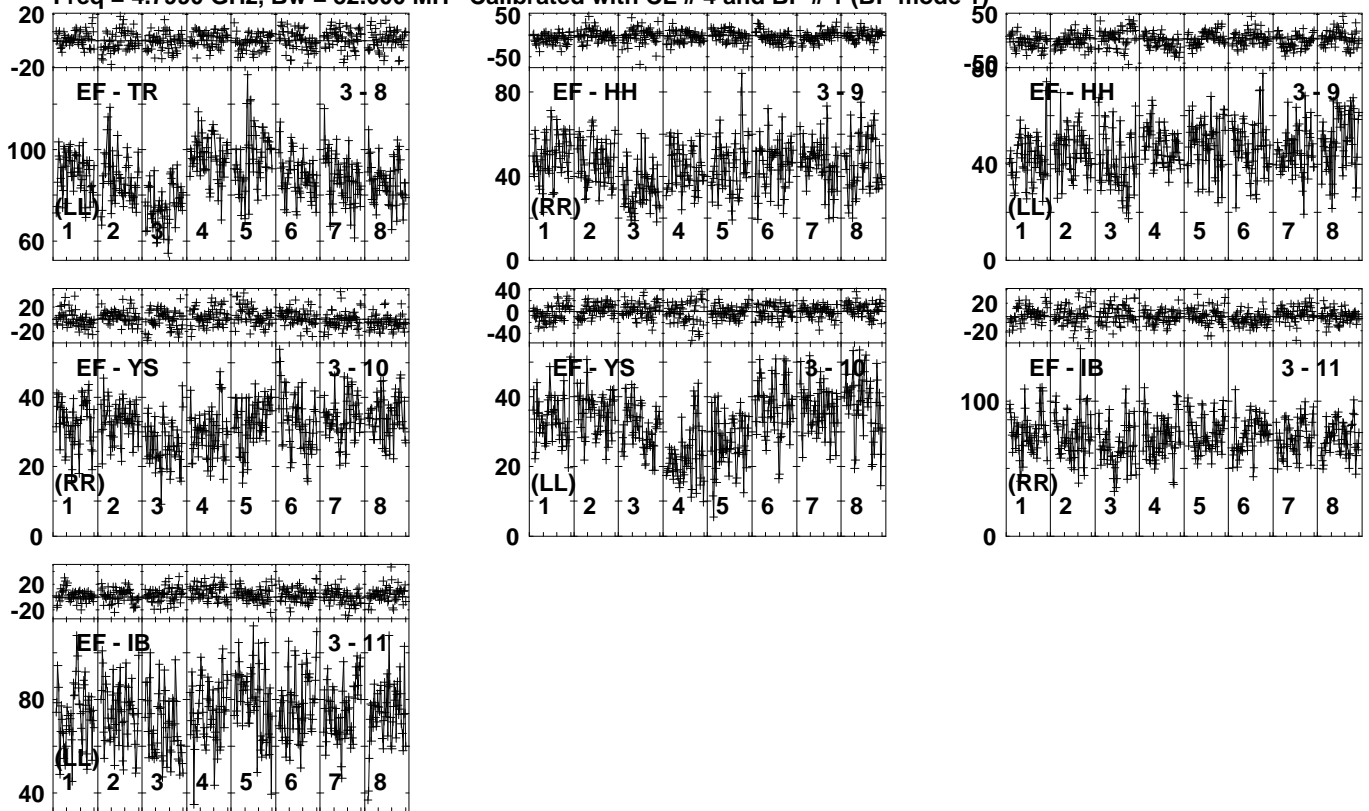 Freq = 4.7990 GHz, Bw = 32.000 MH Calibrated with CL # 4 and BP # 1 (BP mode 1)
20
-20
EF - TR 3 - 8
100
(LL)
1 2 3 4 5 6 7 8
60
50
-50
80
EF - HH 3 - 9
40
(RR)
1 2 3 4 5 6 7 8
0
50
-50
80
EF - HH 3 - 9
40
(LL)
1 2 3 4 5 6 7 8
0
20
-20
EF - YS 3 - 10
40
20
(RR)
1 2 3 4 5 6 7 8
0
40
0
-40
EF - YS 3 - 10
40
20
(LL)
1 2 3 4 5 6 7 8
0
20
-20
EF - IB 3 - 11
100
(RR)
1 2 3 4 5 6 7 8
0
20
-20
EF - IB 3 - 11
80
(LL)
1 2 3 4 5 6 7 8
40